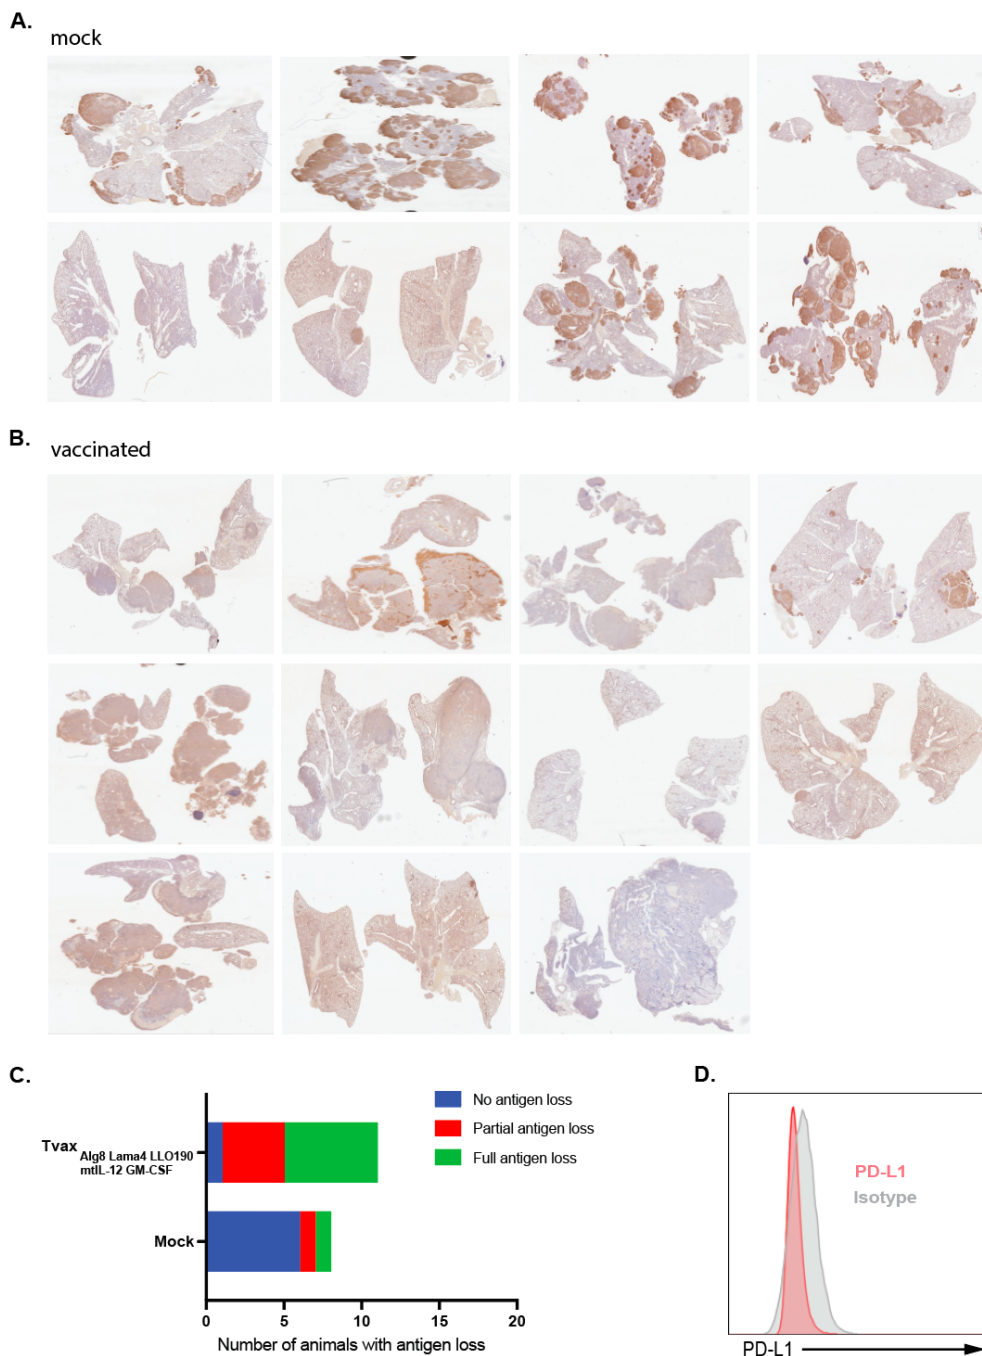 A.
mock
B.
vaccinated
C.
No antigen loss
Partial antigen loss
Full antigen loss
Tvax Alg8 Lama4 LLO190
mtIL-12 GM-CSF
Mock
0 5 10 15 20
Number of animals with antigen loss
D.
PD-L1
Isotype
PD-L1